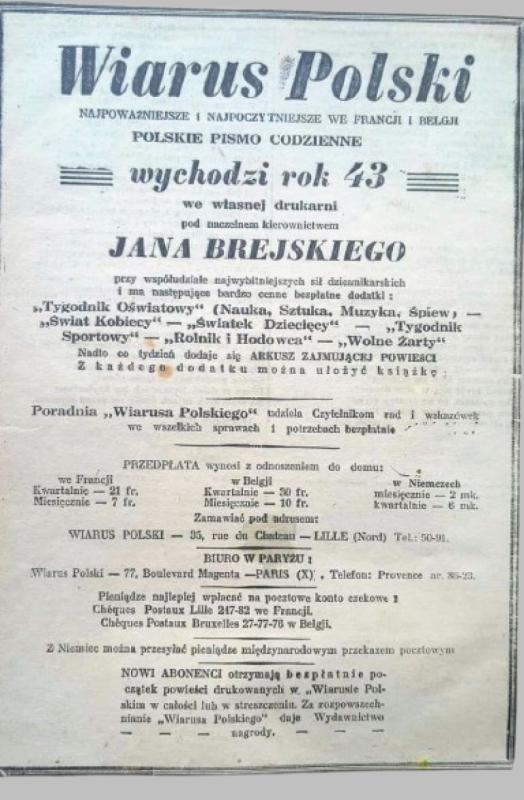 Wiarus Polski
NAJPOWAŻNIEJSZE I NAJPOCZYTNIEJSZE WE FRANCJI I BELGJI
POLSKIE PISMO CODZIENNE
wychodzi rok 43
we własnej drukarni
pod naczelnem kierownictwem
JANA BREJSKIEGO
przy współudziale najwybitniejszych sił dziennikarskich
i ma następujące bardzo cenne bezpłatne dodatki :
„Tygodnik Oświatowy“ (Nauka, Sztuka, Muzyka, Śpiew) —
„Świat Kobiecy“ — „Światek Dziecięcy“ — „Tygodnik
Sportowy“ — „Rolnik i Hodowca“ — „Wolne Żarty“
Nadto co tydzień dodaje się ARKUSZ ZAJMUJĄCEJ POWIEŚCI
Z każdego dodatku można ułożyć książkę
Poradnia „Wiarusa Polskiego“ udziela Czytelnikom rad i wskazówek
we wszelkich sprawach i potrzebach bezpłatnie
PRZEDPŁATA wynosi z odnoszeniem do domu:
we Francji
Kwartalnie — 21 fr.
Miesięcznie — 7 fr.
w Belgji
Kwartalnie — 30 fr.
Miesięcznie — 10 fr.
w Niemczech
miesięcznie — 2 mk.
kwartalnie — 6 mk.
Zamawiać pod adresem:
WIARUS POLSKI — 35, rue du Chateau — LILLE (Nord) Tel.: 50-91.
BIURO W PARYŻU :
Wiarus Polski — 77, Boulevard Magenta —PARIS (X) , Telefon: Provence nr. 86-23.
Pieniądze najlepiej wpłacać na pocztowe konto czekowe :
Chèques Postaux Lille 247-82 we Francji.
Chèques Postaux Bruxelles 27-77-76 w Belgji.
Z Niemiec można przesyłać pieniądze międzynarodowym przekazem pocztowym
NOWI ABONENCI otrzymają bezpłatnie po-
czątek powieści drukowanych w „Wiarusie Pol-
skim w całości lub w streszczeniu. Za rozpowszech-
nianie „Wiarusa Polskiego" daje Wydawnictwo
— — — nagrody. — — —